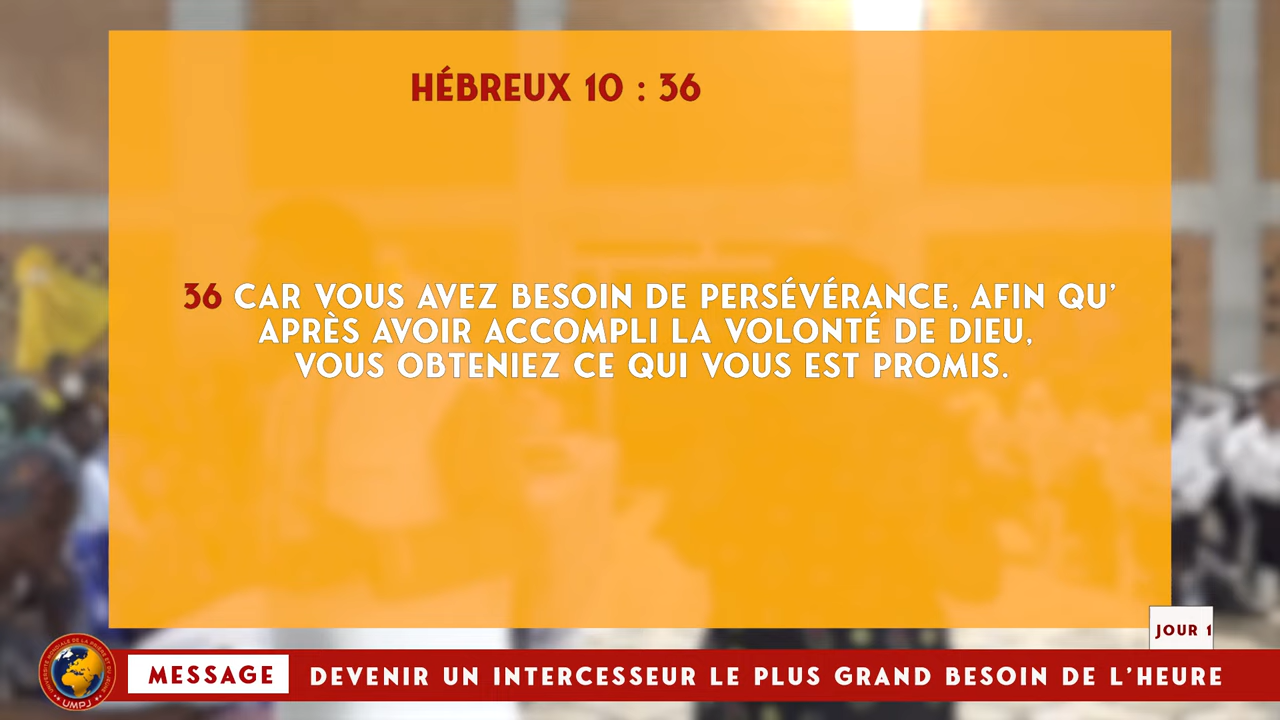 HÉBREUX 10 : 36
36 CAR VOUS AVEZ BESOIN DE PERSÉVÉRANCE, AFIN QU'
APRÈS AVOIR ACCOMPLI LA VOLONTÉ DE DIEU,
VOUS OBTENIEZ CE QUI VOUS EST PROMIS.
JOUR 1
MESSAGE
DEVENIR UN INTERCESSEUR LE PLUS GRAND BESOIN DE L'HEURE
UMPJ